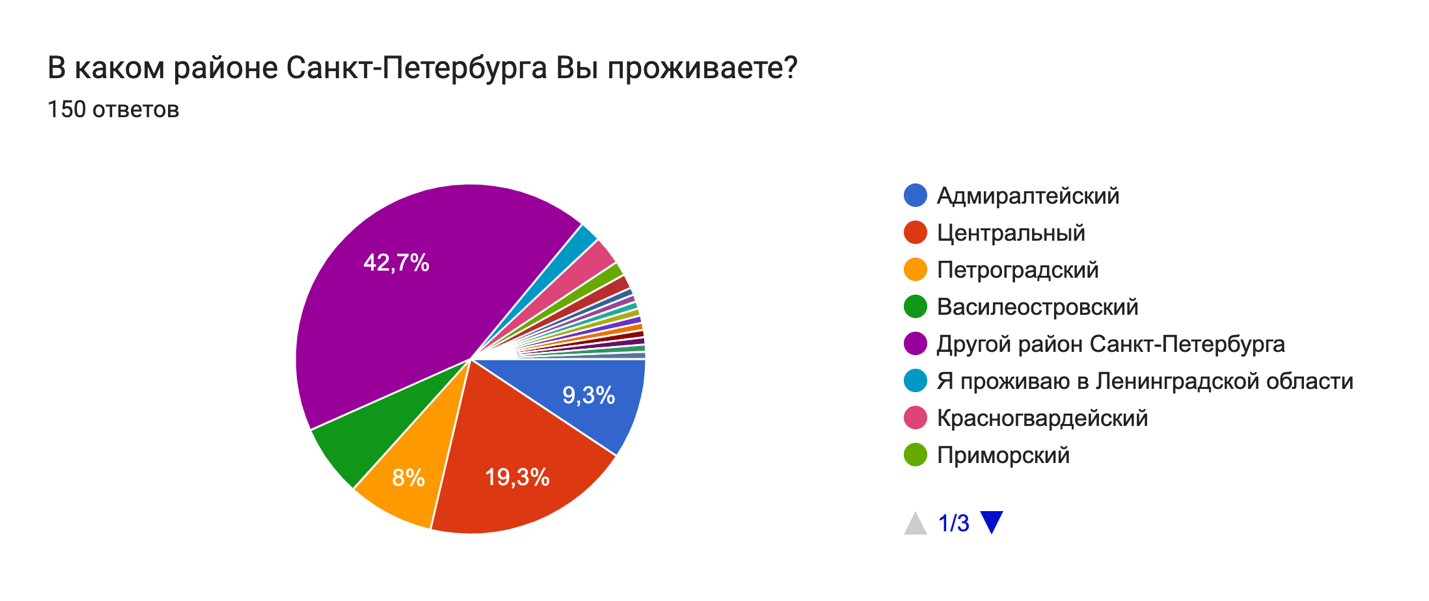 В каком районе Санкт-Петербурга Вы проживаете?
150 ответов
42,7%
9,3%
8%
19,3%
Адмиралтейский
Центральный
Петроградский
Василеостровский
Другой район Санкт-Петербурга
Я проживаю в Ленинградской области
Красногвардейский
Приморский
1/3